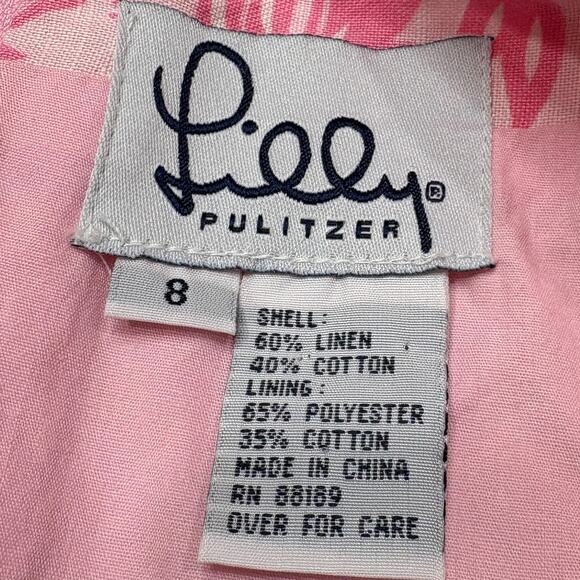 Lilly®
PULITZER
8
SHELL:
60% LINEN
40% COTTON
LINING:
65% POLYESTER
35% COTTON
MADE IN CHINA
RN 88189
OVER FOR CARE